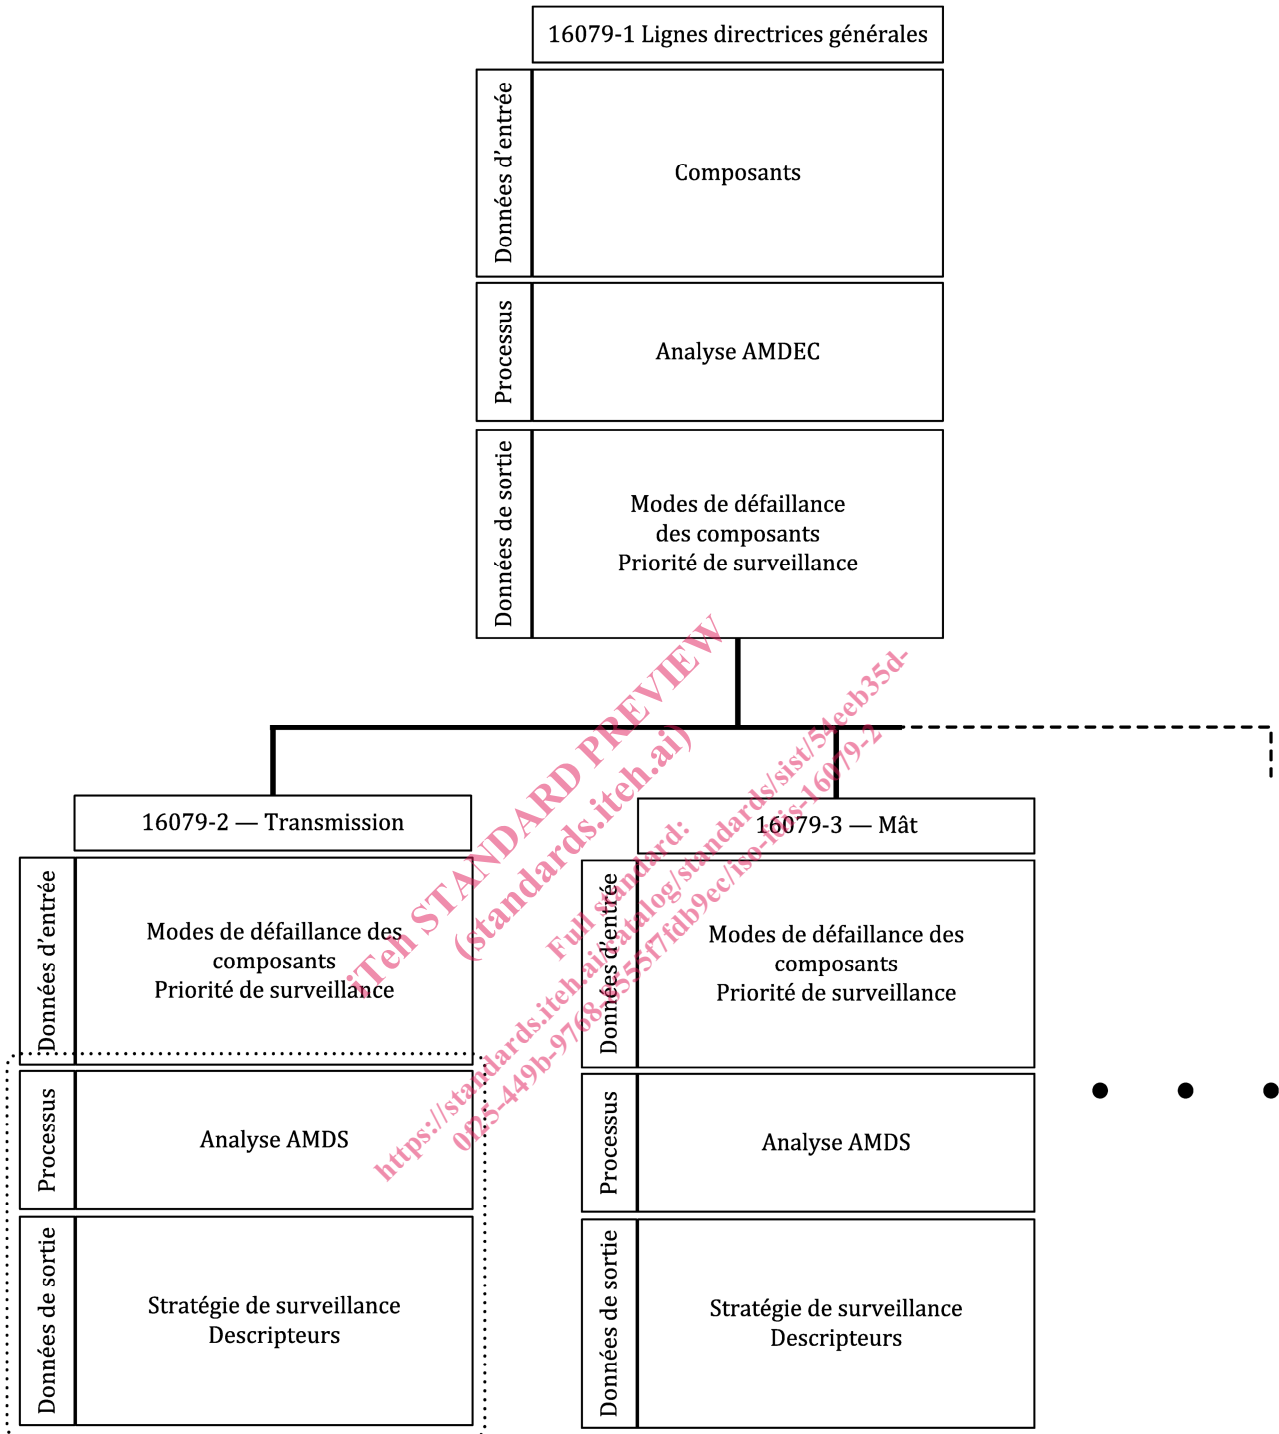 16079-1 Lignes directrices générales
Données d'entrée
Composants
Processus
Analyse AMDEC
Données de sortie
Modes de défaillance
des composants
Priorité de surveillance
16079-2 — Transmission
Données d'entrée
Modes de défaillance des
composants
Priorité de surveillance
Processus
Analyse AMDS
Données de sortie
Stratégie de surveillance
Descripteurs
16079-3 — Mât
Données d'entrée
Modes de défaillance des
composants
Priorité de surveillance
Processus
Analyse AMDS
Données de sortie
Stratégie de surveillance
Descripteurs
iTeh STANDARD PREVIEW
(standards.iteh.ai)
Full standard: